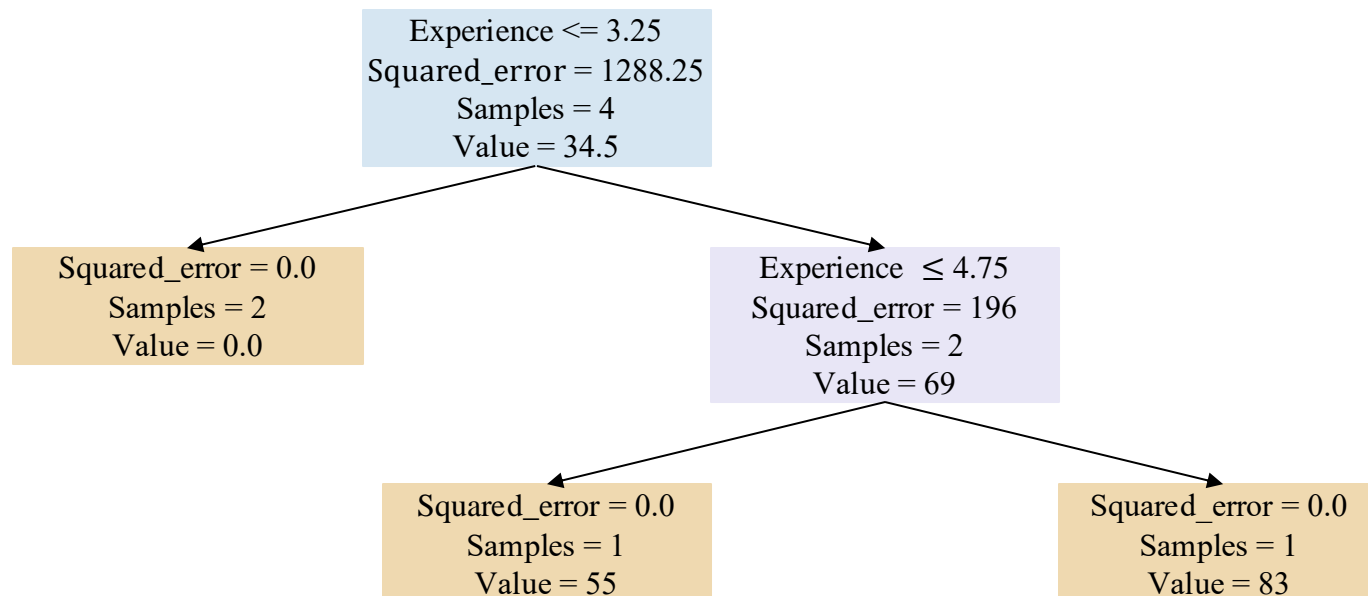 Experience <= 3.25
Squared_error = 1288.25
Samples = 4
Value = 34.5
Squared_error = 0.0
Samples = 2
Value = 0.0
Experience ≤ 4.75
Squared_error = 196
Samples = 2
Value = 69
Squared_error = 0.0
Samples = 1
Value = 55
Squared_error = 0.0
Samples = 1
Value = 83